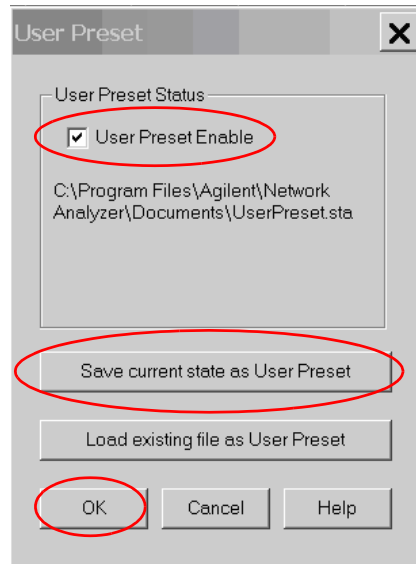 User Preset
User Preset Status
User Preset Enable
C:\Program Files\Agilent\Network
Analyzer\Documents\UserPreset.sta
Save current state as User Preset
Load existing file as User Preset
OK Cancel Help